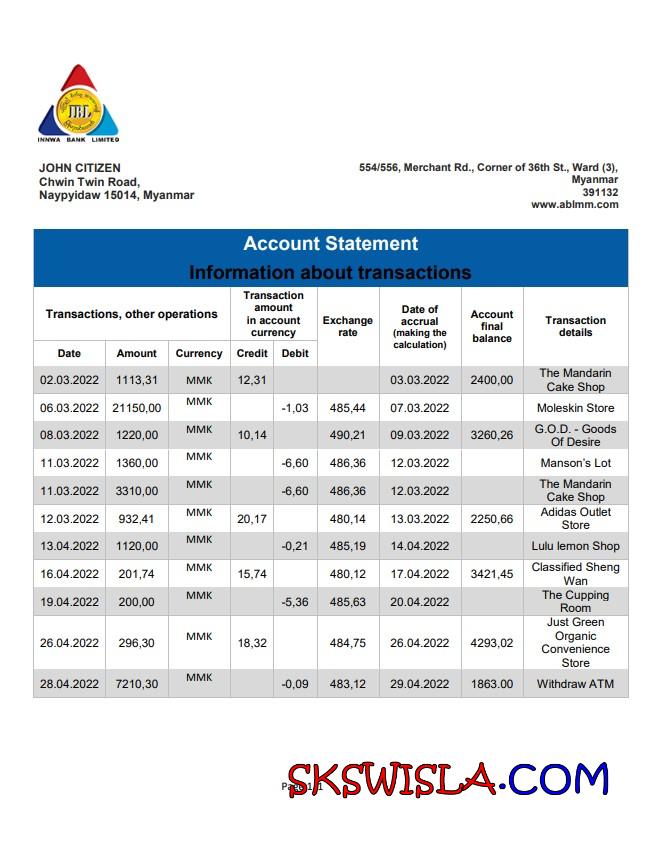 JBL
INNWA BANK LIMITED
JOHN CITIZEN
Chwin Twin Road,
Naypyidaw 15014, Myanmar
554/556, Merchant Rd., Corner of 36th St., Ward (3),
Myanmar
391132
www.ablmm.com
Account Statement
Information about transactions
Transactions, other operations
Transaction
amount
in account
currency
Exchange
rate
Date of
accrual
(making the
calculation)
Account
final
balance
Transaction
details
Date Amount Currency Credit Debit
02.03.2022 1113,31 MMK 12,31 03.03.2022 2400,00 The Mandarin
Cake Shop
06.03.2022 21150,00 MMK -1,03 485,44 07.03.2022 Moleskin Store
08.03.2022 1220,00 MMK 10,14 490,21 09.03.2022 3260,26 G.O.D. - Goods
Of Desire
11.03.2022 1360,00 MMK -6,60 486,36 12.03.2022 Manson's Lot
11.03.2022 3310,00 MMK -6,60 486,36 12.03.2022 The Mandarin
Cake Shop
12.03.2022 932,41 MMK 20,17 480,14 13.03.2022 2250,66 Adidas Outlet
Store
13.04.2022 1120,00 MMK -0,21 485,19 14.04.2022 Lulu lemon Shop
16.04.2022 201,74 MMK 15,74 480,12 17.04.2022 3421,45 Classified Sheng
Wan
19.04.2022 200,00 MMK -5,36 485,63 20.04.2022 The Cupping
Room
26.04.2022 296,30 MMK 18,32 484,75 26.04.2022 4293,02 Just Green
Organic
Convenience
Store
28.04.2022 7210,30 MMK -0,09 483,12 29.04.2022 1863.00 Withdraw ATM
SKSWISLA.COM